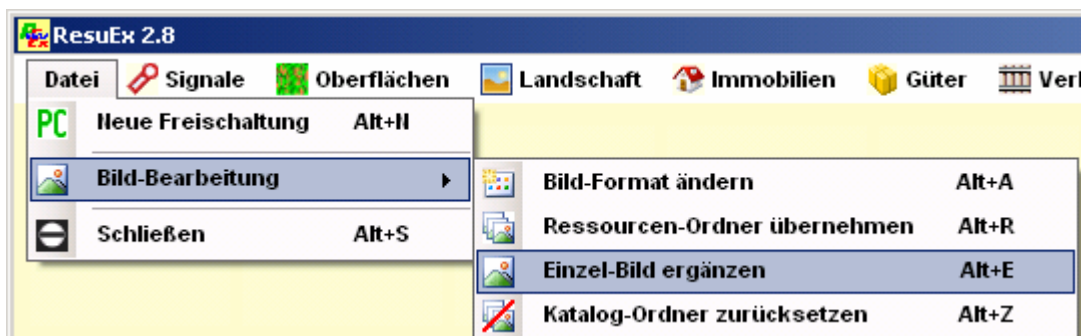 ResuEx 2.8
Datei Signale Oberflächen Landschaft Immobilien Güter
PC Neue Freischaltung Alt+N
Bild-Bearbeitung
Schließen Alt+S
Bild-Format ändern Alt+A
Ressourcen-Ordner übernehmen Alt+R
Einzel-Bild ergänzen Alt+E
Katalog-Ordner zurücksetzen Alt+Z